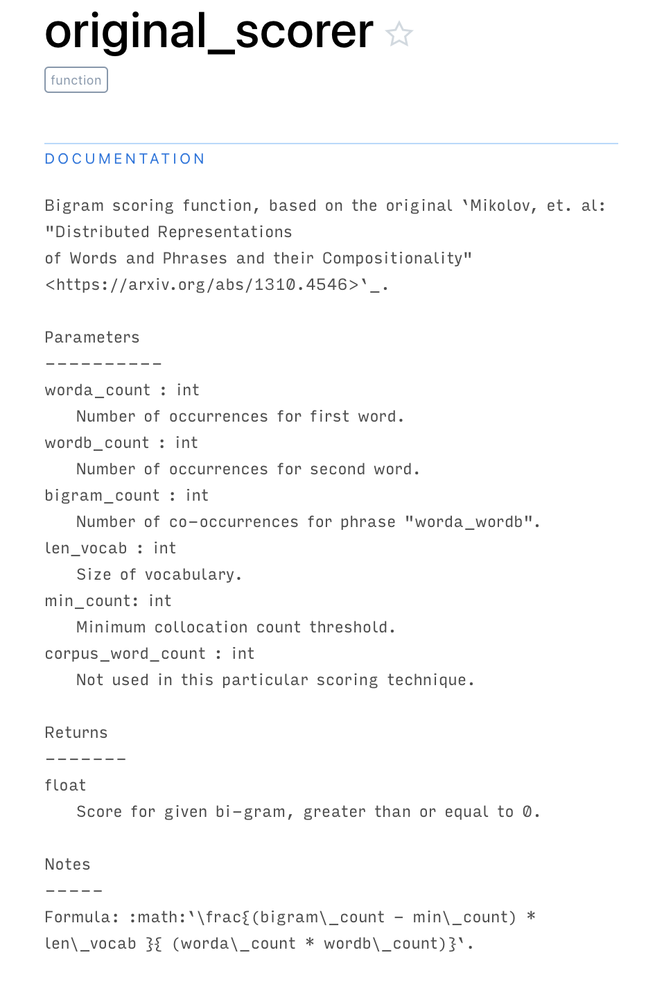 original_scorer
function
DOCUMENTATION
Bigram scoring function, based on the original `Mikolov, et. al:
"Distributed Representations
of Words and Phrases and their Compositionality"
<https://arxiv.org/abs/1310.4546>`_.
Parameters
----------
worda_count : int
    Number of occurrences for first word.
wordb_count : int
    Number of occurrences for second word.
bigram_count : int
    Number of co-occurrences for phrase "worda_wordb".
len_vocab : int
    Size of vocabulary.
min_count: int
    Minimum collocation count threshold.
corpus_word_count : int
    Not used in this particular scoring technique.
Returns
-------
float
    Score for given bi-gram, greater than or equal to 0.
Notes
-----
Formula: :math:`\\frac{(bigram\_count - min\_count) *
len\_vocab }{ (worda\_count * wordb\_count)}`.